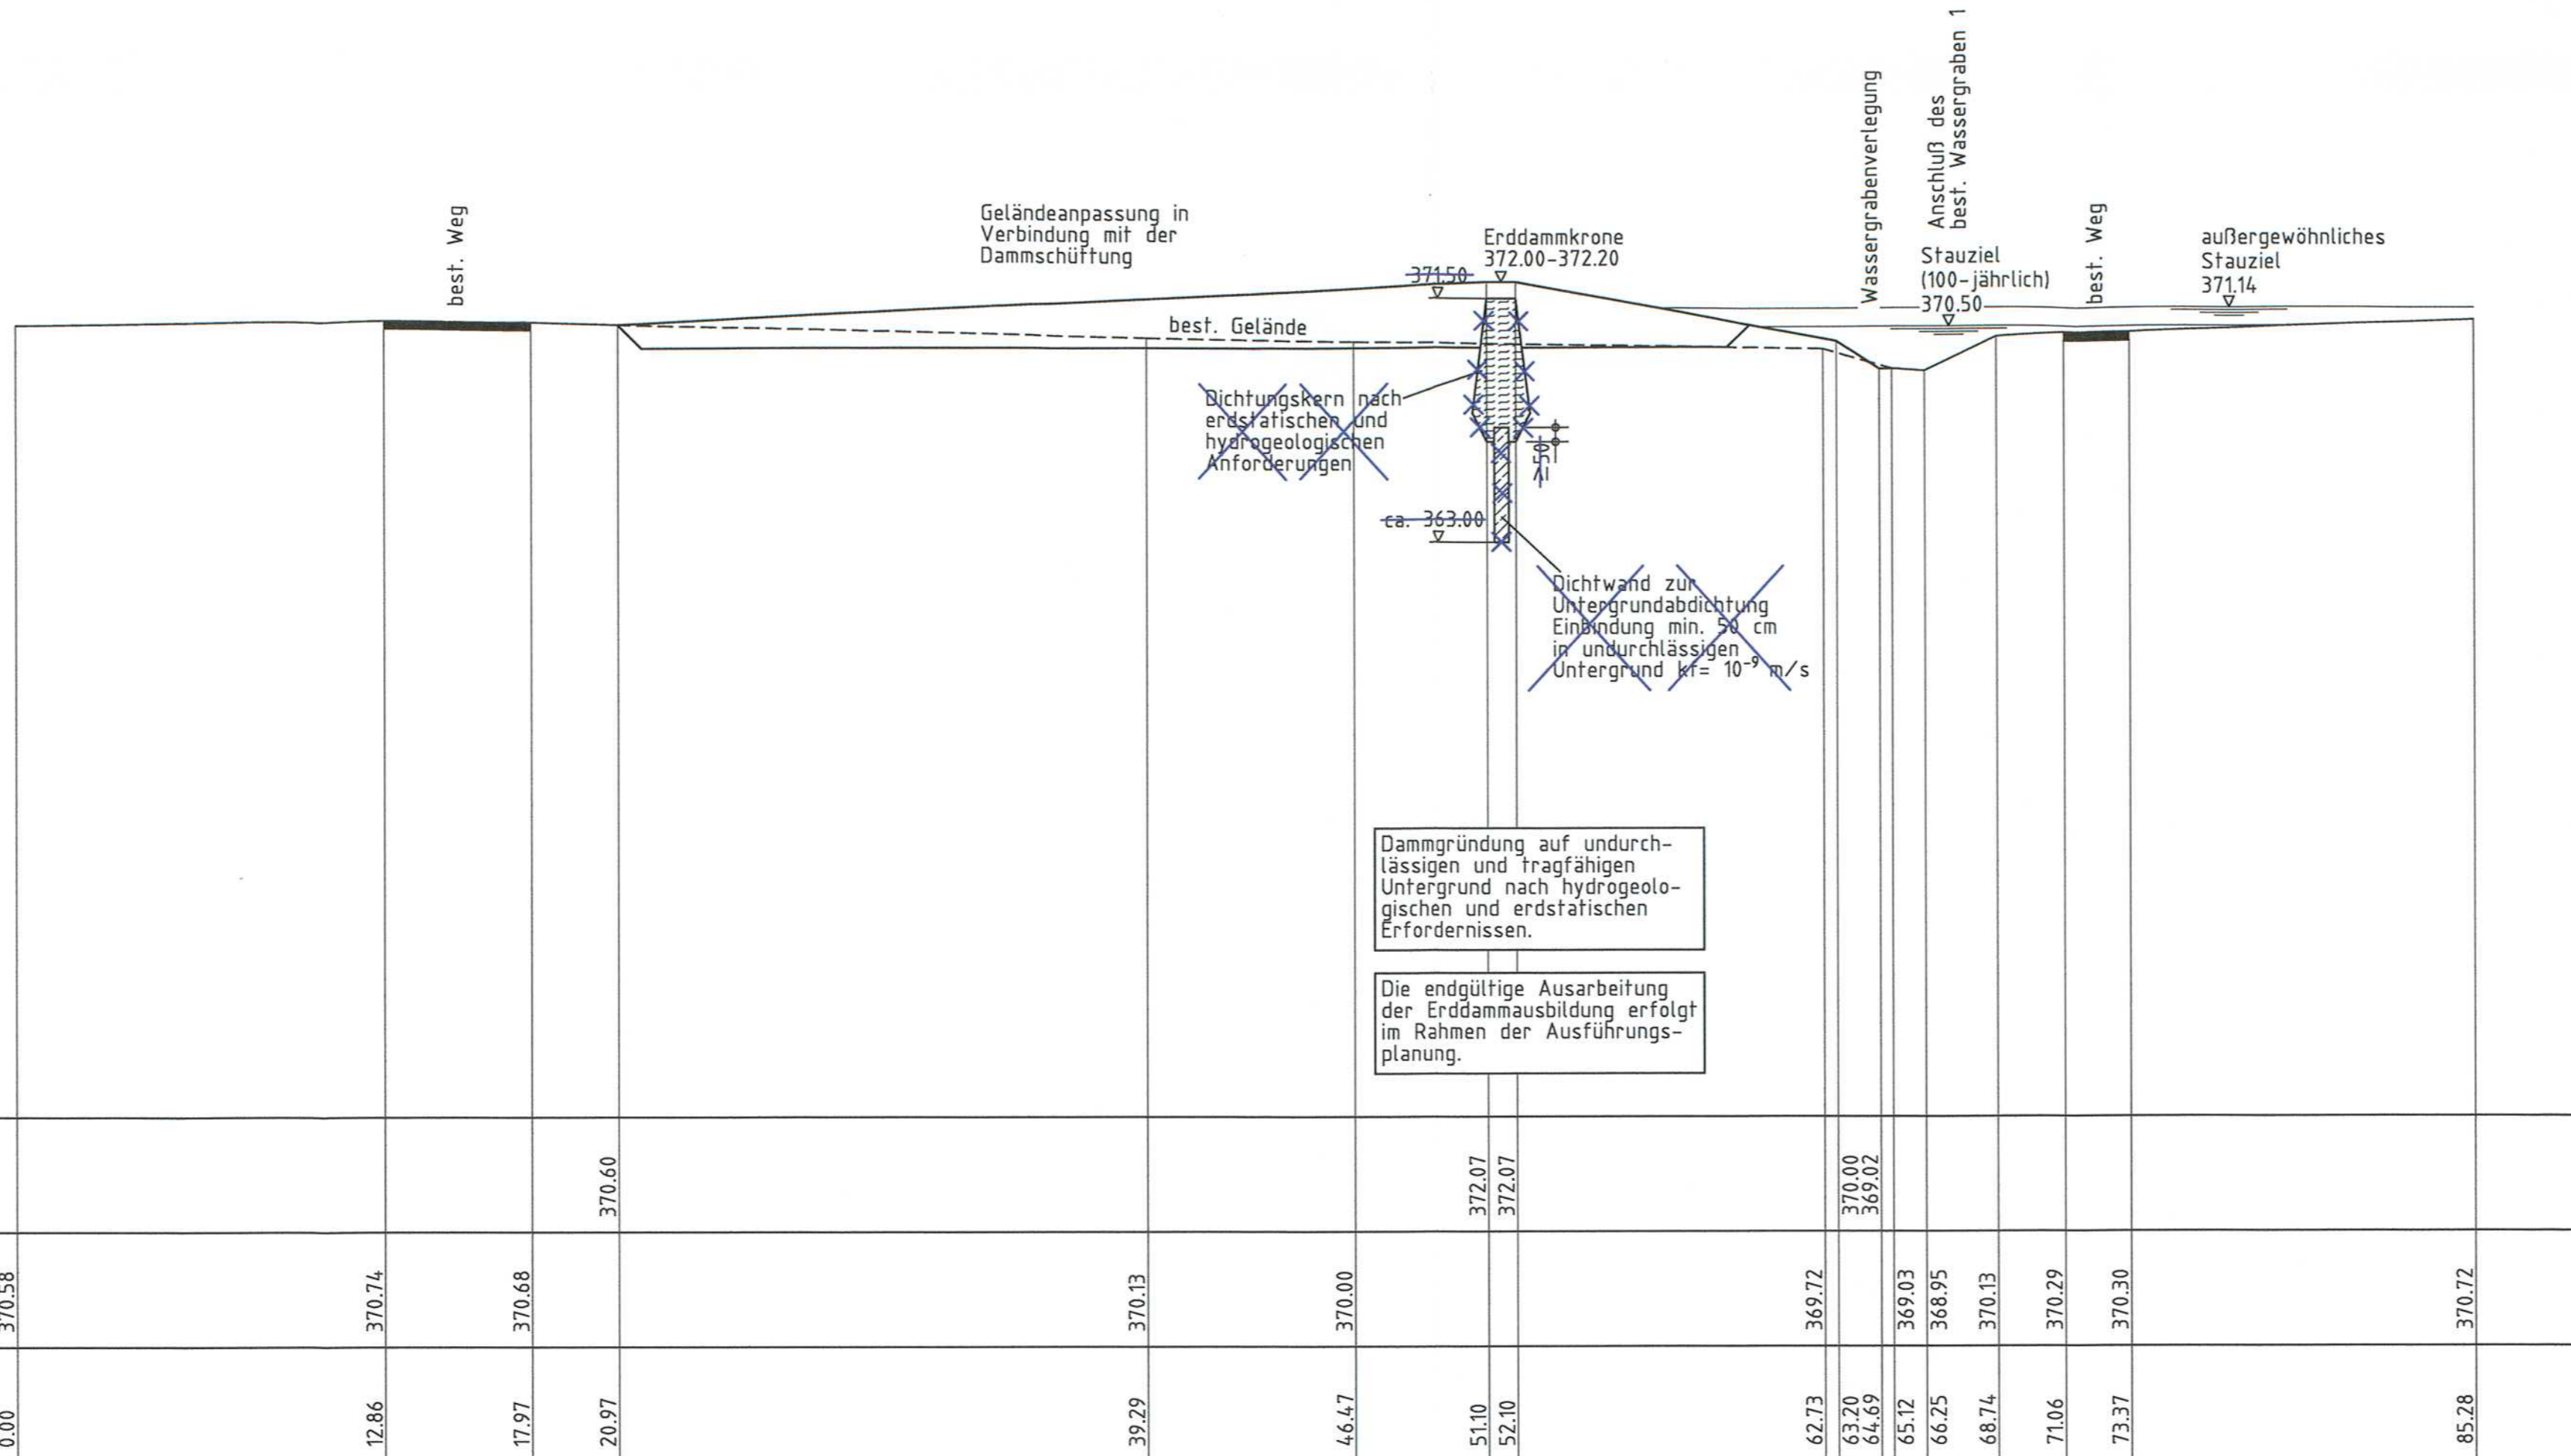 best. Weg
Geländeanpassung in
Verbindung mit der
Dammschüttung
best. Gelände
371.50
Erddammkrone
372.00-372.20
Wassergrabenverlegung
Anschluß des
best. Wassergraben 1
Stauziel
(100-jährlich)
370.50
best. Weg
außergewöhnliches
Stauziel
371.14
Dichtungskern nach
erdstatischen und
hydrogeologischen
Anforderungen
≥50
ca. 363.00
Dichtwand zur
Untergrundabdichtung
Einbindung min. 50 cm
in undurchlässigen
Untergrund kf= 10⁻⁹ m/s
Dammgründung auf undurch-
lässigen und tragfähigen
Untergrund nach hydrogeolo-
gischen und erdstatischen
Erfordernissen.
Die endgültige Ausarbeitung
der Erddammausbildung erfolgt
im Rahmen der Ausführungs-
planung.
370.60
372.07
372.07
370.00
369.02
370.58
370.74
370.68
370.13
370.00
369.72
369.03
368.95
370.13
370.29
370.30
370.72
0.00
12.86
17.97
20.97
39.29
46.47
51.10
52.10
62.73
63.20
64.69
65.12
66.25
68.74
71.06
73.37
85.28